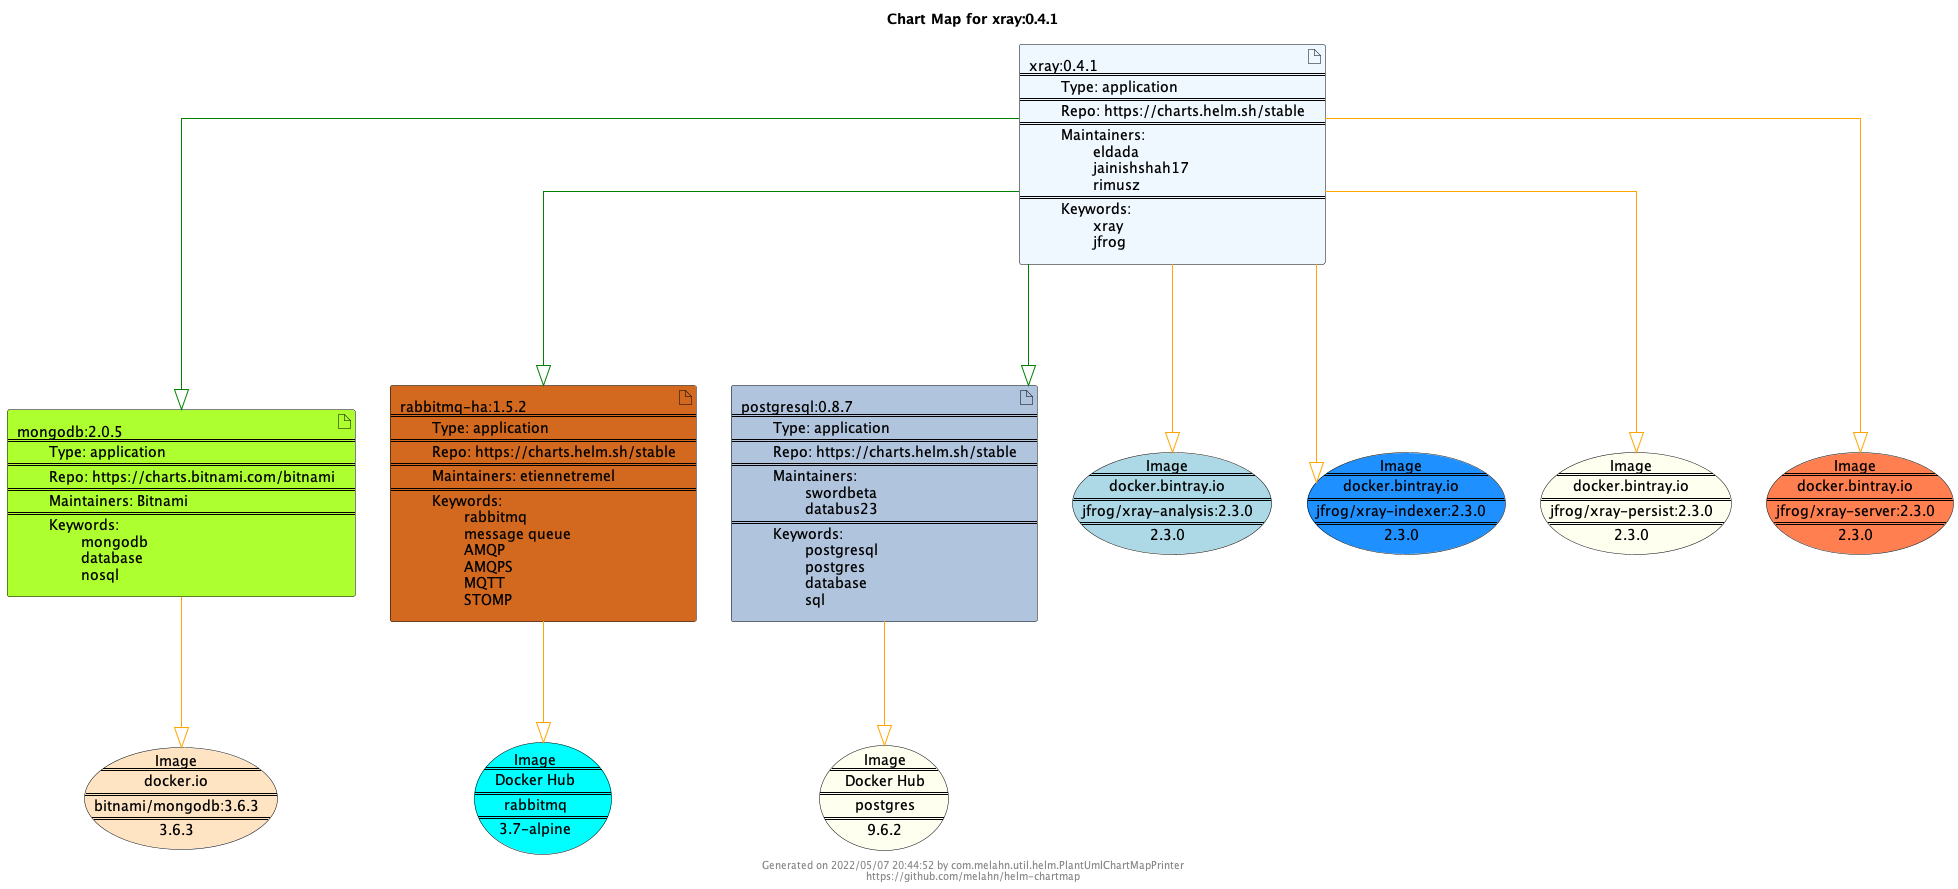 Chart Map for xray:0.4.1
xray:0.4.1
Type: application
Repo: https://charts.helm.sh/stable
Maintainers:
eldada
jainishshah17
rimusz
Keywords:
xray
jfrog
mongodb:2.0.5
Type: application
Repo: https://charts.bitnami.com/bitnami
Maintainers: Bitnami
Keywords:
mongodb
database
nosql
rabbitmq-ha:1.5.2
Type: application
Repo: https://charts.helm.sh/stable
Maintainers: etiennetremel
Keywords:
rabbitmq
message queue
AMQP
AMQPS
MQTT
STOMP
postgresql:0.8.7
Type: application
Repo: https://charts.helm.sh/stable
Maintainers:
swordbeta
databus23
Keywords:
postgresql
postgres
database
sql
Image
docker.bintray.io
jfrog/xray-analysis:2.3.0
2.3.0
Image
docker.bintray.io
jfrog/xray-indexer:2.3.0
2.3.0
Image
docker.bintray.io
jfrog/xray-persist:2.3.0
2.3.0
Image
docker.bintray.io
jfrog/xray-server:2.3.0
2.3.0
Image
docker.io
bitnami/mongodb:3.6.3
3.6.3
Image
Docker Hub
rabbitmq
3.7-alpine
Image
Docker Hub
postgres
9.6.2
Generated on 2022/05/07 20:44:52 by com.melahn.util.helm.PlantUmlChartMapPrinter
https://github.com/melahn/helm-chartmap